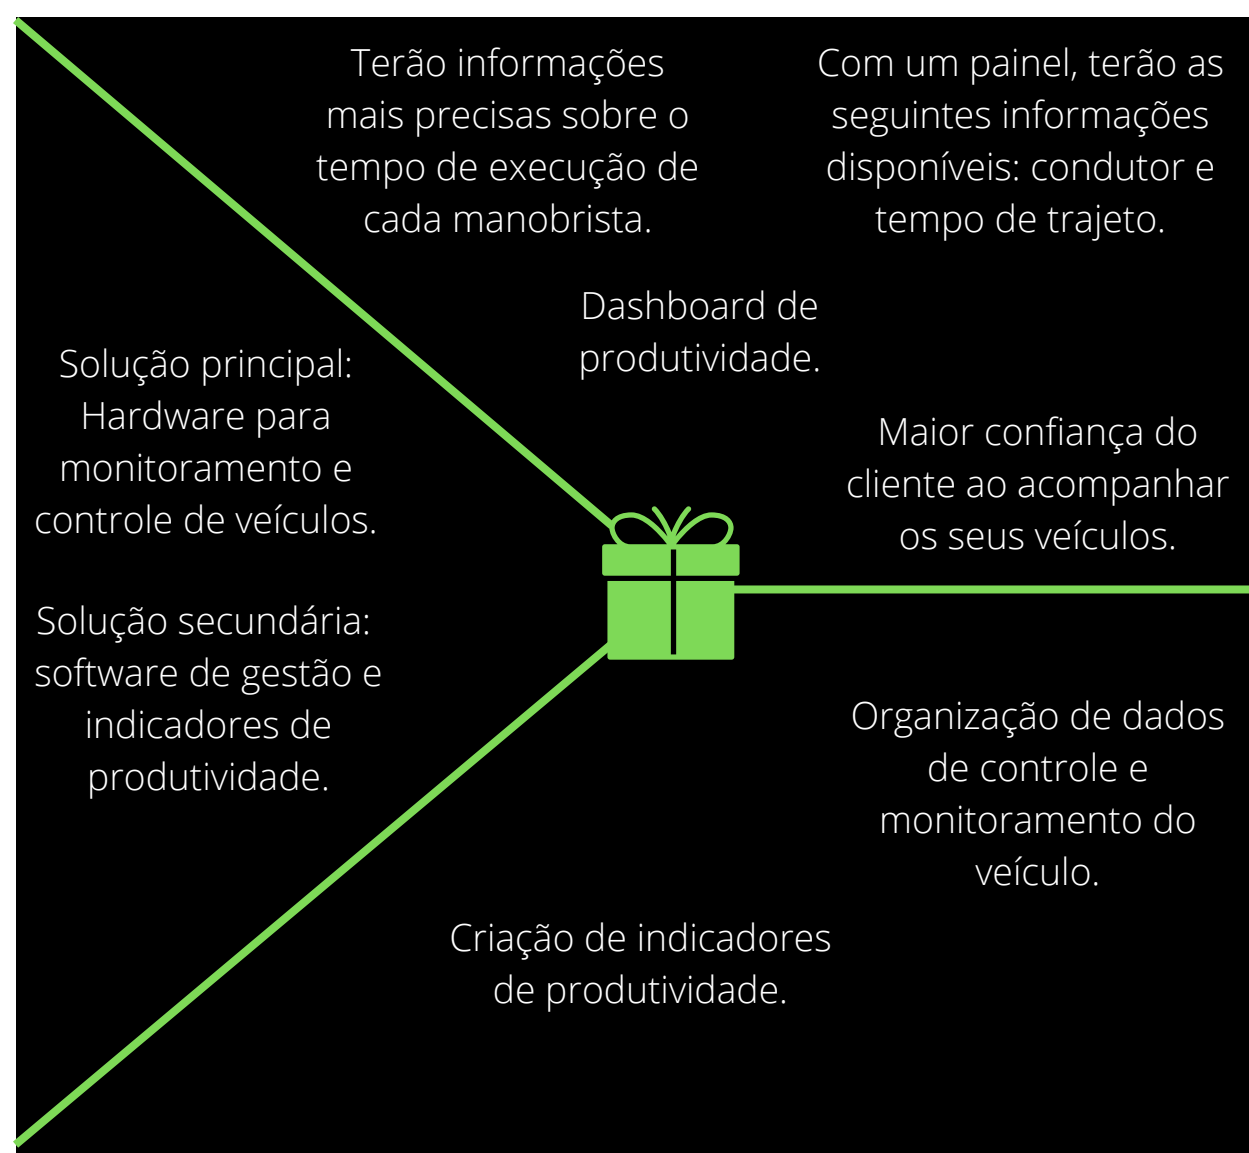 Terão informações
mais precisas sobre o
tempo de execução de
cada manobrista.
Com um painel, terão as
seguintes informações
disponíveis: condutor e
tempo de trajeto.
Dashboard de
produtividade.
Maior confiança do
cliente ao acompanhar
os seus veículos.
Solução principal:
Hardware para
monitoramento e
controle de veículos.
Solução secundária:
software de gestão e
indicadores de
produtividade.
Organização de dados
de controle e
monitoramento do
veículo.
Criação de indicadores
de produtividade.